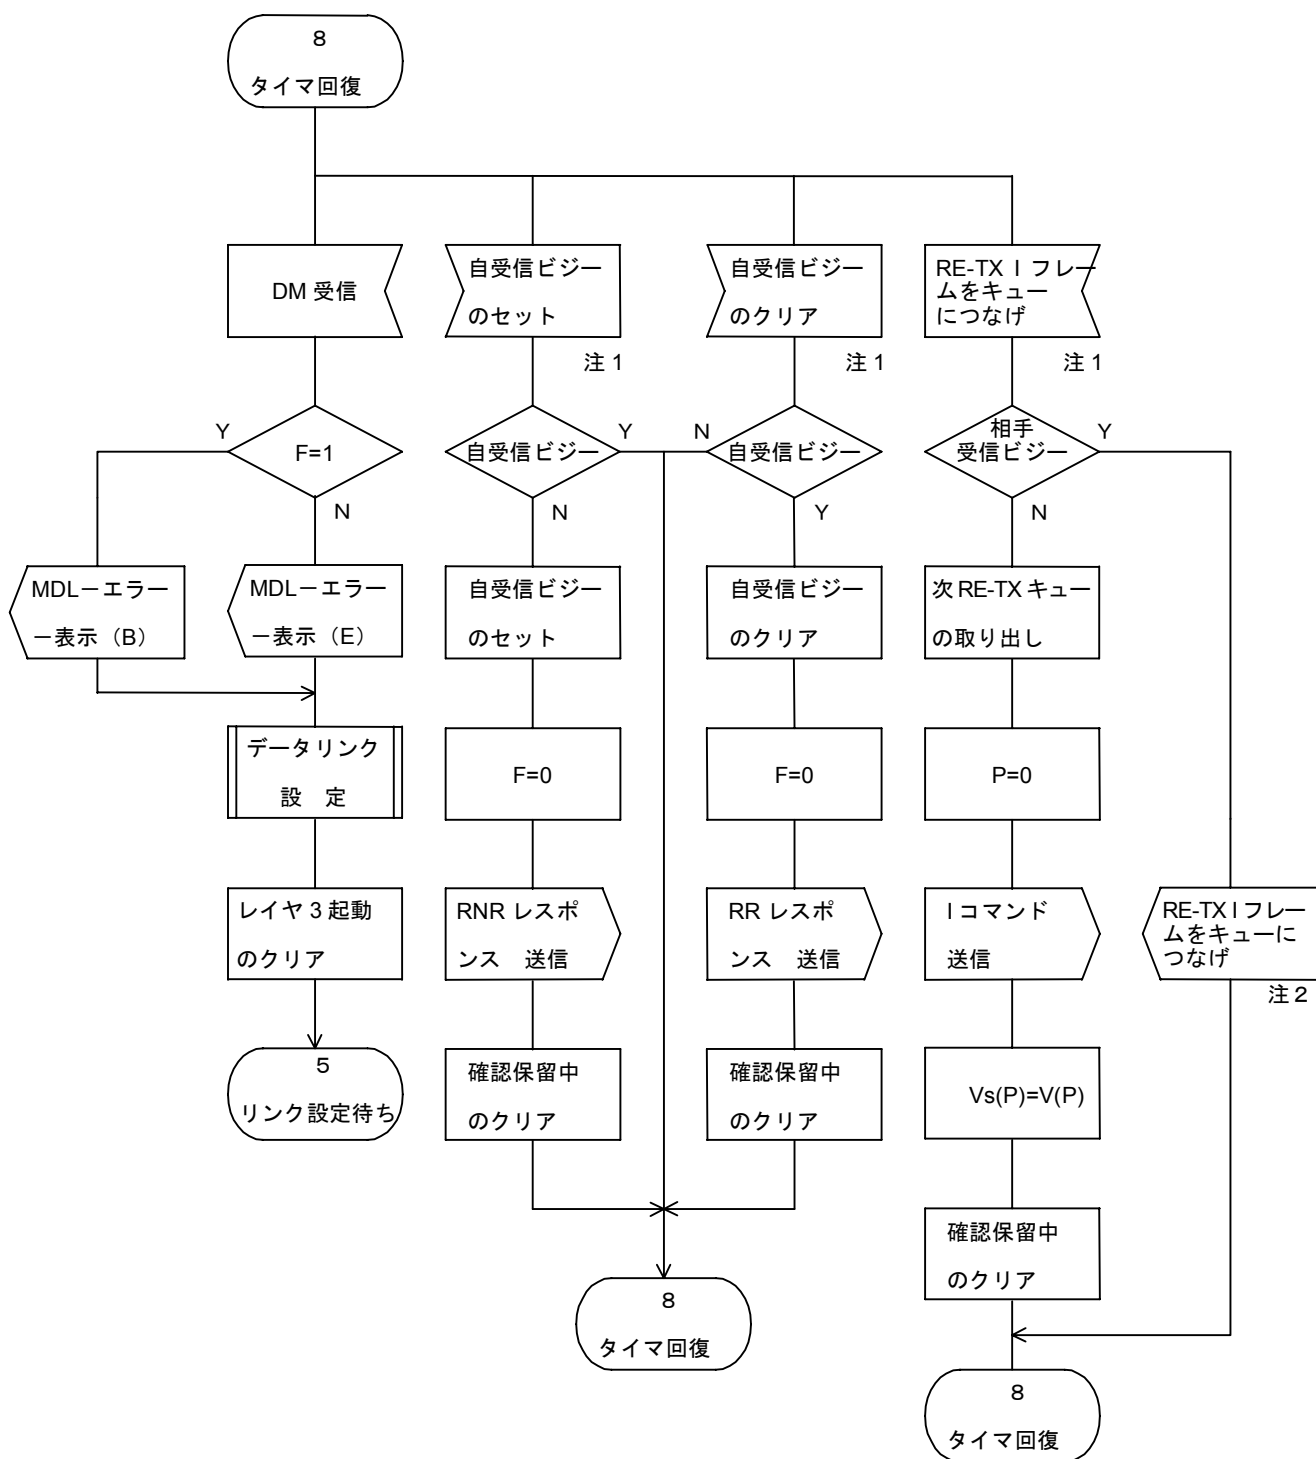 8
タイマ回復
DM 受信
自受信ビジー
のセット
注 1
自受信ビジー
のクリア
注 1
RE-TX I フレー
ムをキュー
につなげ
注 1
Y
F=1
N
自受信ビジー
Y
N
N
自受信ビジー
Y
相手
受信ビジー
Y
N
MDL－エラー
－表示（B）
MDL－エラー
－表示（E）
自受信ビジー
のセット
自受信ビジー
のクリア
次 RE-TX キュー
の取り出し
データリンク
設　定
F=0
F=0
P=0
レイヤ 3 起動
のクリア
RNR レスポ
ンス　送信
RR レスポ
ンス　送信
I コマンド
送信
RE-TX I フレー
ムをキューに
つなげ
注 2
5
リンク設定待ち
確認保留中
のクリア
確認保留中
のクリア
Vs(P)=V(P)
確認保留中
のクリア
8
タイマ回復
8
タイマ回復